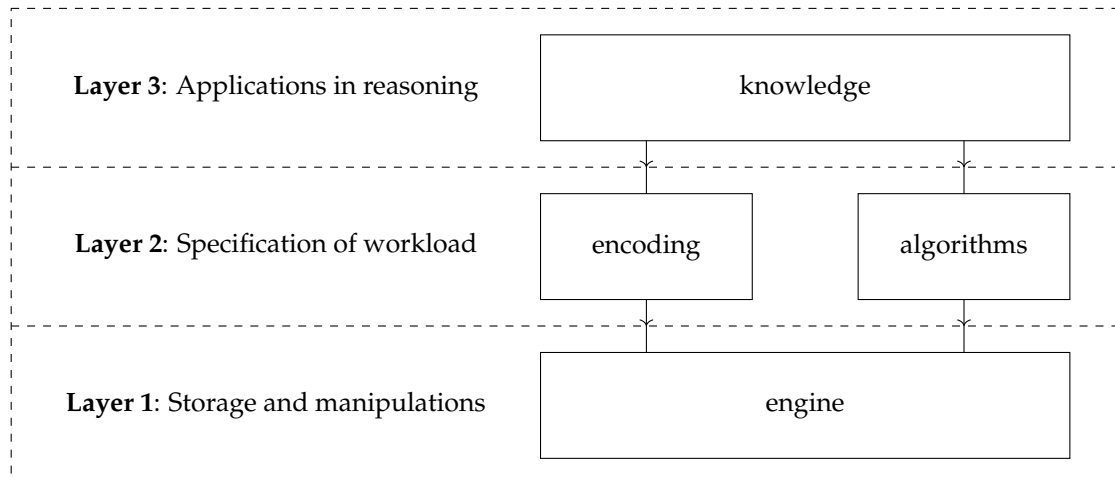 Layer 3: Applications in reasoning
knowledge
Layer 2: Specification of workload
encoding
algorithms
Layer 1: Storage and manipulations
engine